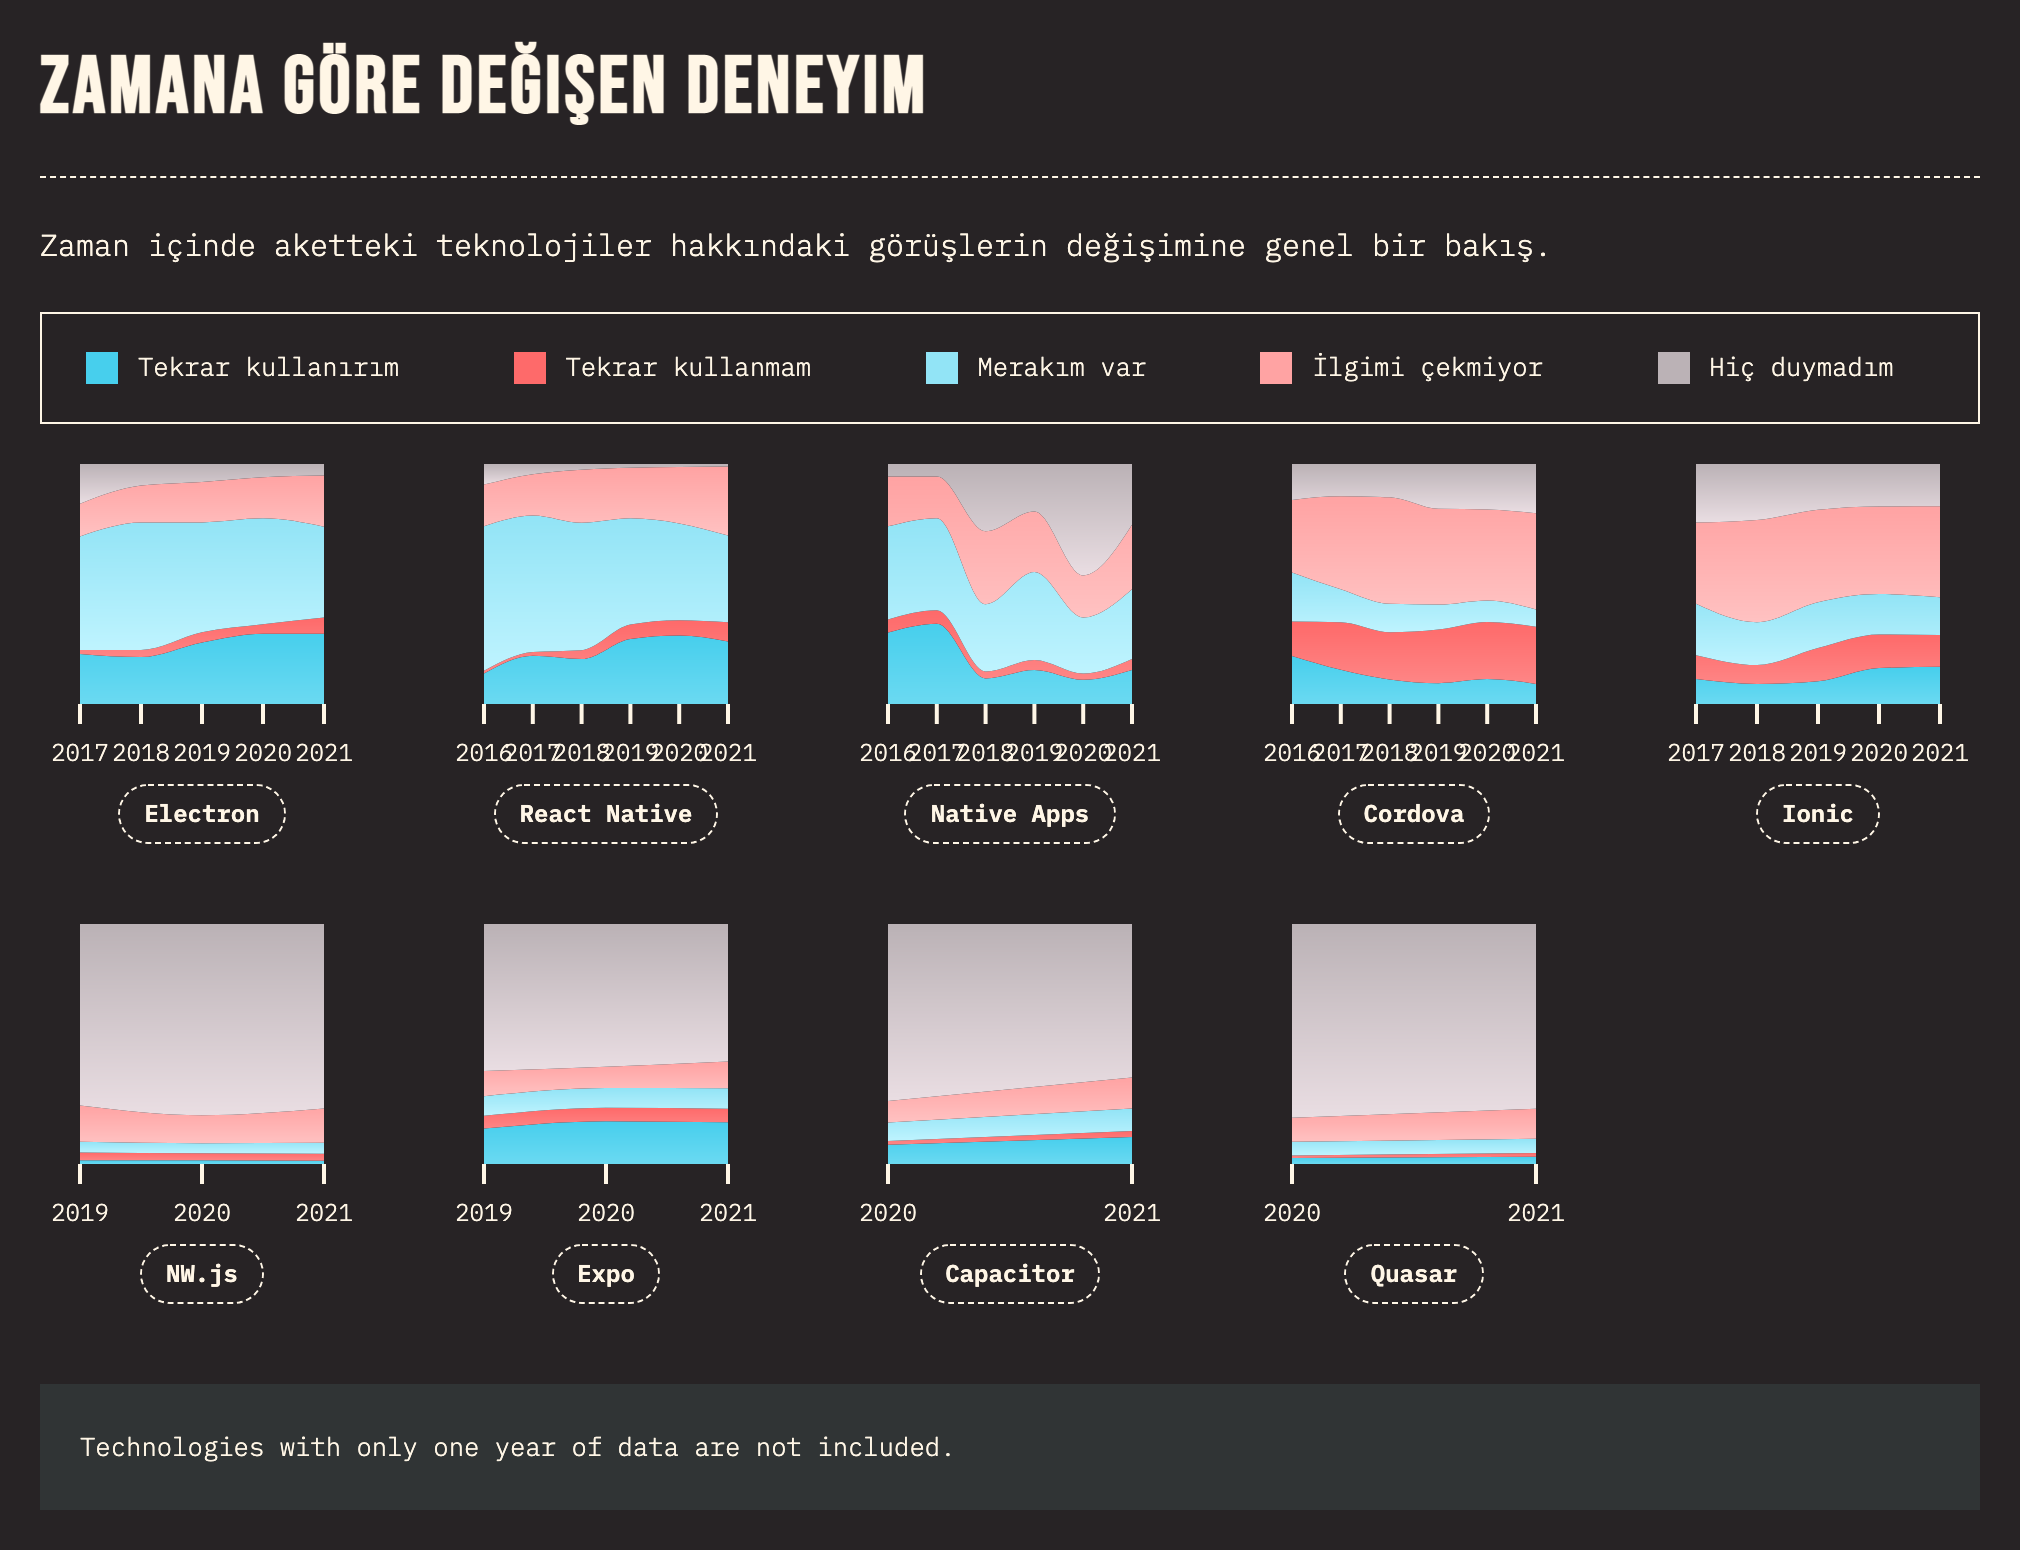 ZAMANA GÖRE DEĞIŞEN DENEYIM
Zaman içinde aketteki teknolojiler hakkındaki görüşlerin değişimine genel bir bakış.
Tekrar kullanırım Tekrar kullanmam Merakım var İlgimi çekmiyor Hiç duymadım
2017 2018 2019 2020 2021 2016 2017 2018 2019 2020 2021 2016 2017 2018 2019 2020 2021 2016 2017 2018 2019 2020 2021 2017 2018 2019 2020 2021
Electron React Native Native Apps Cordova Ionic
2019 2020 2021 2019 2020 2021 2020 2021 2020 2021
NW.js Expo Capacitor Quasar
Technologies with only one year of data are not included.